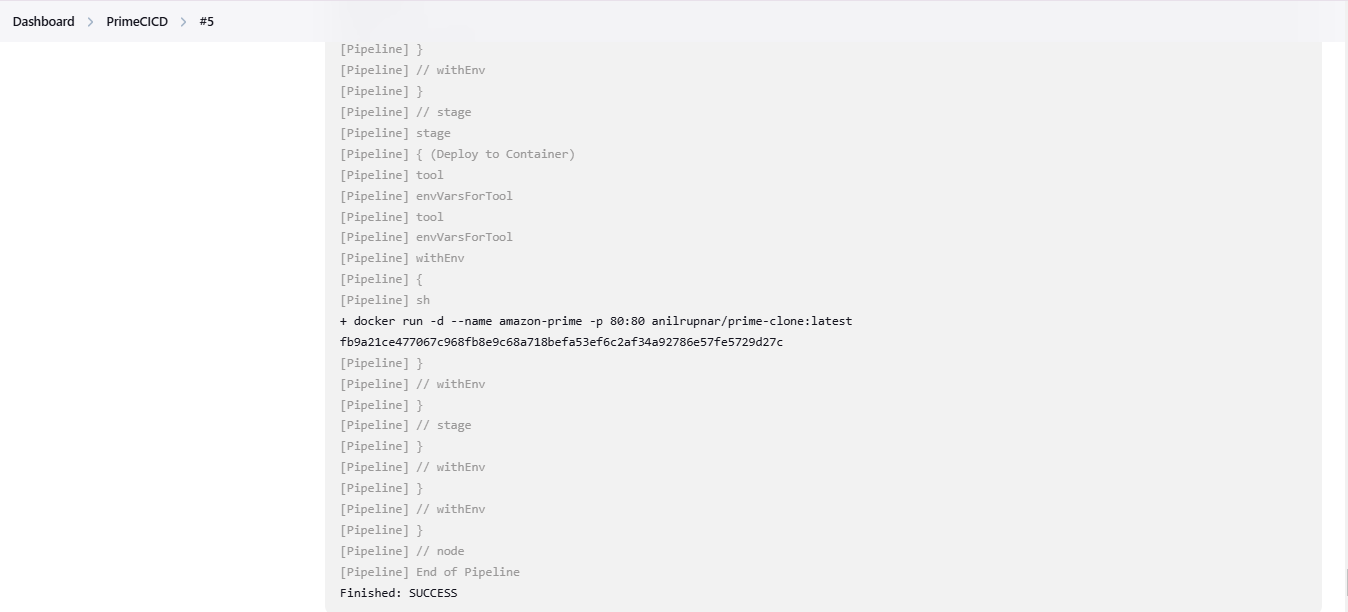 Dashboard > PrimeCICD > #5
[Pipeline] }
[Pipeline] // withEnv
[Pipeline] }
[Pipeline] // stage
[Pipeline] stage
[Pipeline] { (Deploy to Container)
[Pipeline] tool
[Pipeline] envVarsForTool
[Pipeline] tool
[Pipeline] envVarsForTool
[Pipeline] withEnv
[Pipeline] {
[Pipeline] sh
+ docker run -d --name amazon-prime -p 80:80 anilrupnar/prime-clone:latest
fb9a21ce477067c968fb8e9c68a718befa53ef6c2af34a92786e57fe5729d27c
[Pipeline] }
[Pipeline] // withEnv
[Pipeline] }
[Pipeline] // stage
[Pipeline] }
[Pipeline] // withEnv
[Pipeline] }
[Pipeline] // withEnv
[Pipeline] }
[Pipeline] // node
[Pipeline] End of Pipeline
Finished: SUCCESS